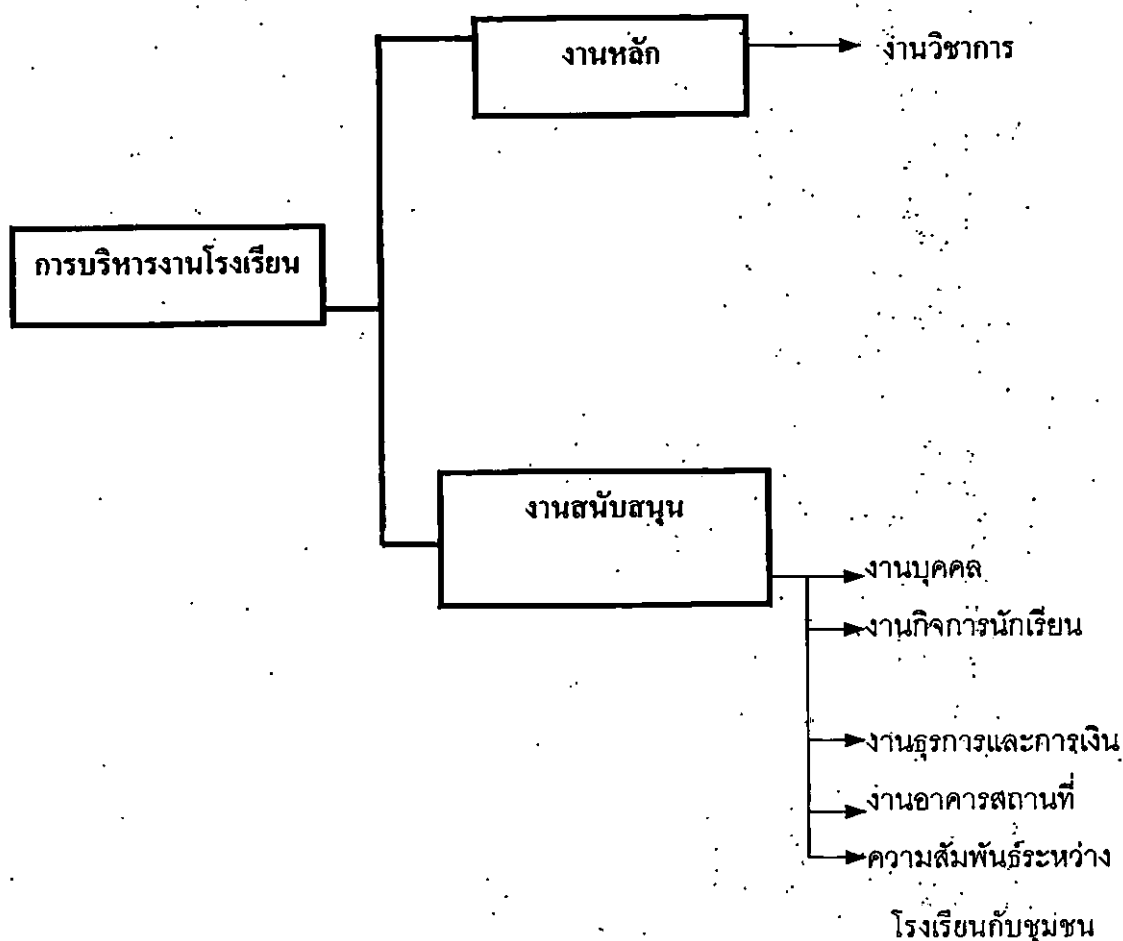 งานหลัก
งานวิชาการ
การบริหารงานโรงเรียน
งานสนับสนุน
งานบุคคล
งานกิจการนักเรียน
งานธุรการและการเงิน
งานอาคารสถานที่
ความสัมพันธ์ระหว่าง
โรงเรียนกับชุมชน